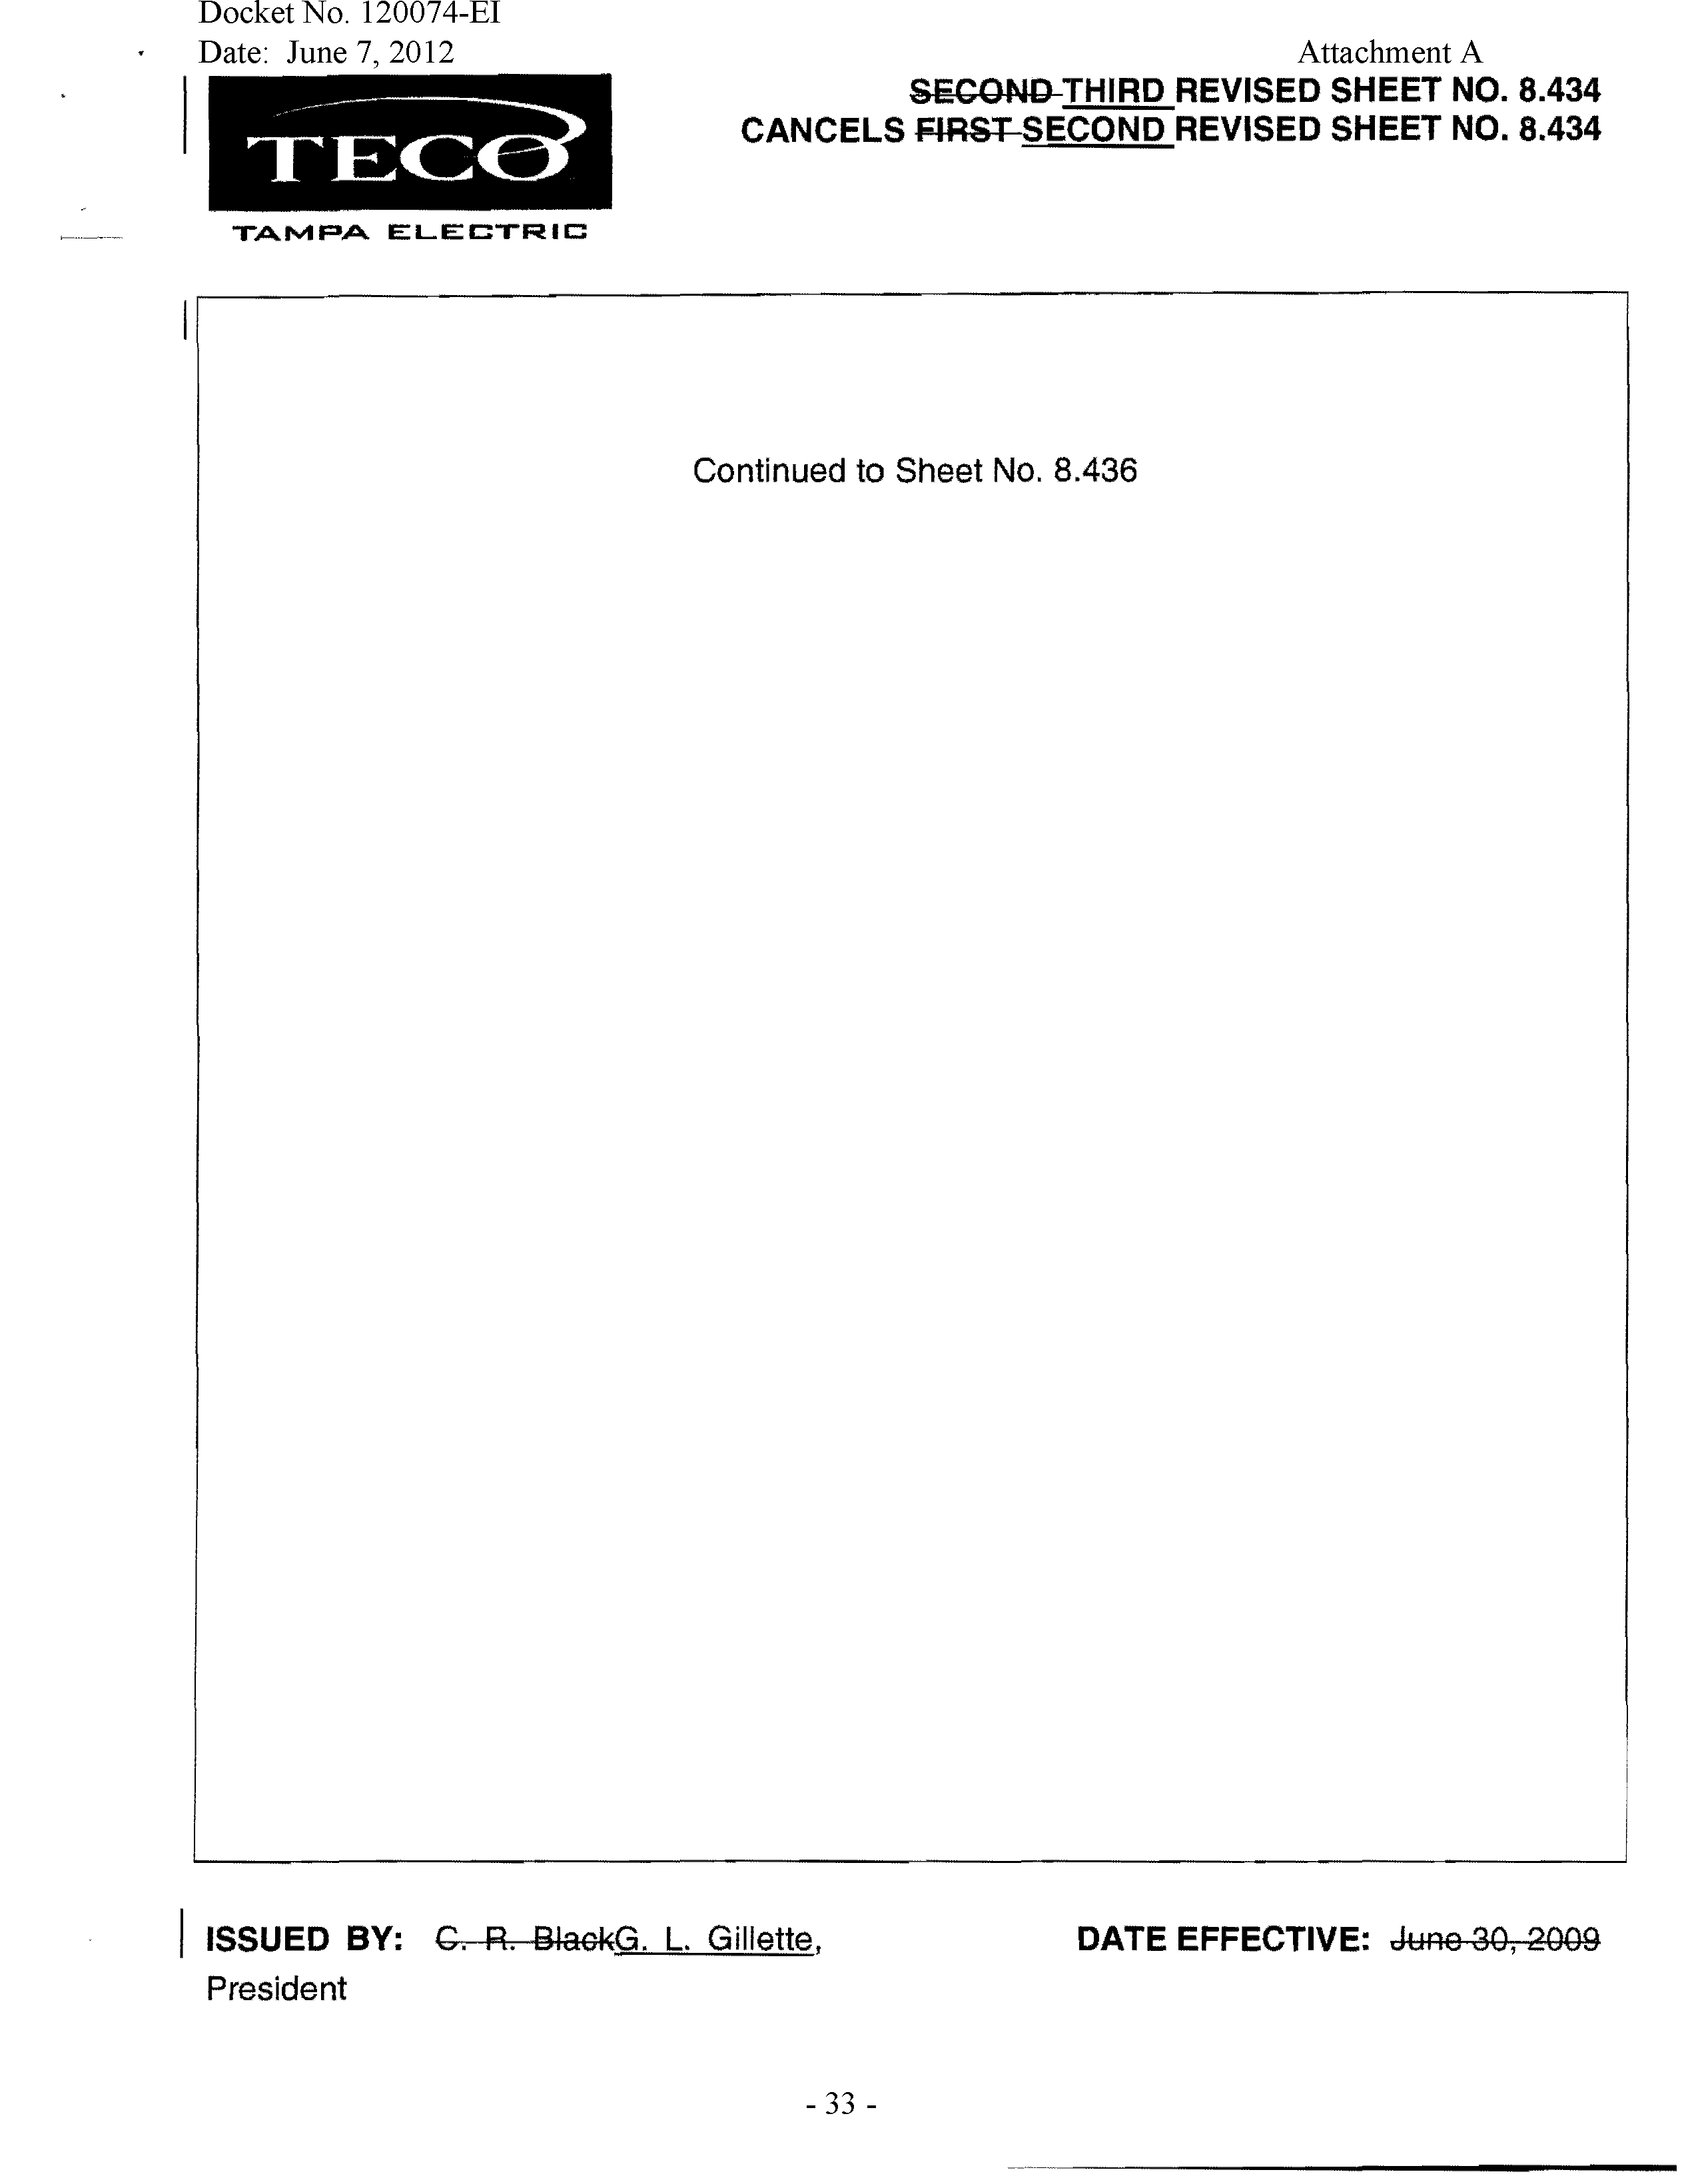 Docket No. 120074-EI
Date: June 7, 2012
Attachment A
TECO
TAMPA ELECTRIC
SECOND THIRD REVISED SHEET NO. 8.434
CANCELS FIRST SECOND REVISED SHEET NO. 8.434
Continued to Sheet No. 8.436
ISSUED BY: C. R. BlackG. L. Gillette,
President
DATE EFFECTIVE: June 30, 2009
- 33 -